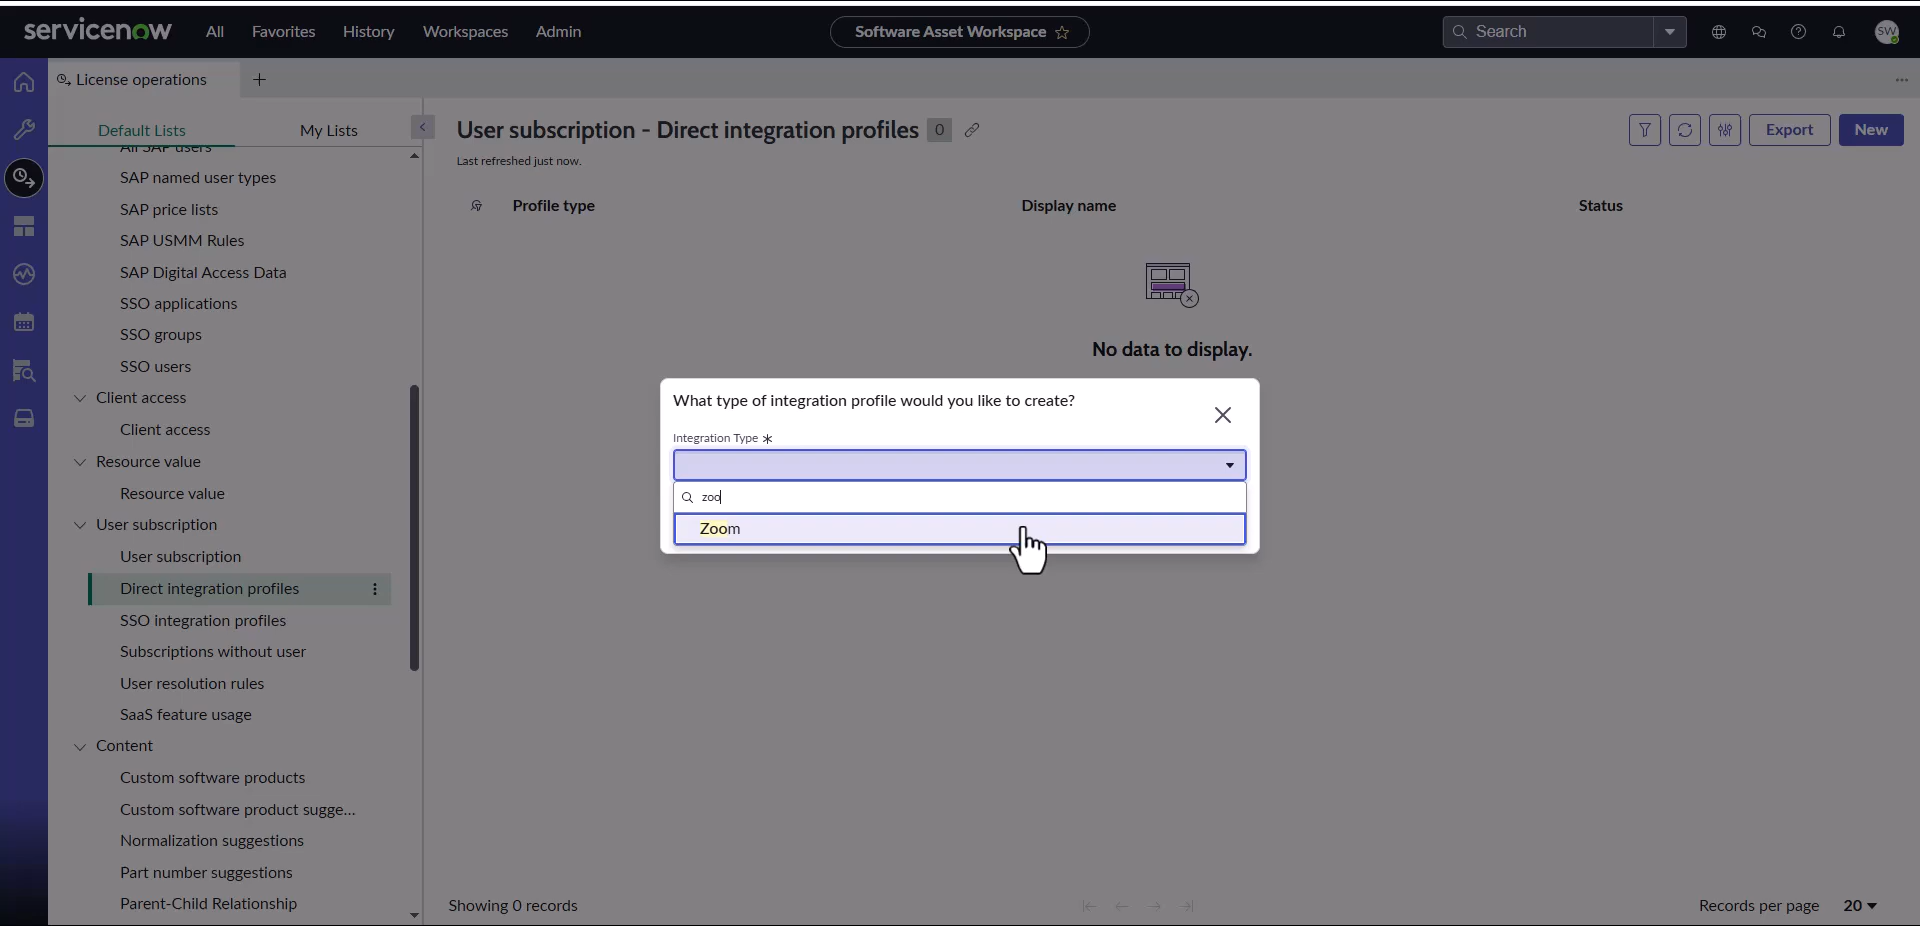 servicenow
All
Favorites
History
Workspaces
Admin
Software Asset Workspace
Search
SW
License operations
Default Lists
My Lists
All SAP users
SAP named user types
SAP price lists
SAP USMM Rules
SAP Digital Access Data
SSO applications
SSO groups
SSO users
Client access
Client access
Resource value
Resource value
User subscription
User subscription
Direct integration profiles
SSO integration profiles
Subscriptions without user
User resolution rules
SaaS feature usage
Content
Custom software products
Custom software product sugge...
Normalization suggestions
Part number suggestions
Parent-Child Relationship
User subscription - Direct integration profiles 0
Last refreshed just now.
Export
New
Profile type
Display name
Status
No data to display.
What type of integration profile would you like to create?
Integration Type *
zoo
Zoom
Showing 0 records
Records per page 20